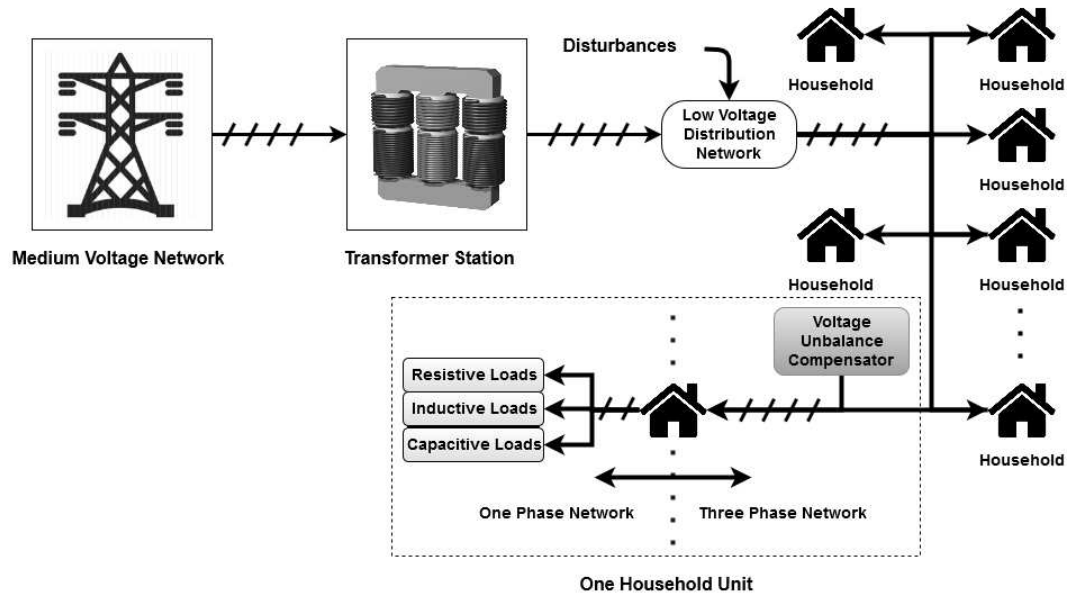 Disturbances
Household
Household
Low Voltage
Distribution
Network
Household
Medium Voltage Network
Transformer Station
Household
Household
Voltage
Unbalance
Compensator
Resistive Loads
Inductive Loads
Capacitive Loads
Household
One Phase Network
Three Phase Network
One Household Unit